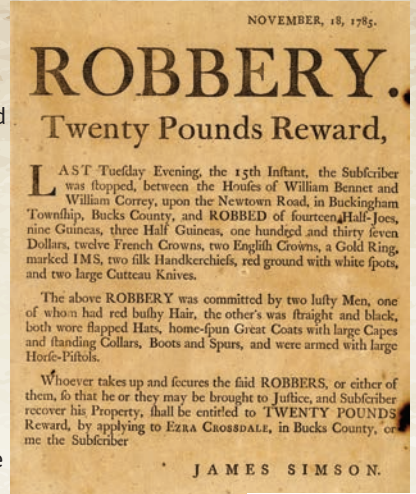 NOVEMBER, 18, 1785.
ROBBERY.
Twenty Pounds Reward,
LAST Tueſday Evening, the 15th Inſtant, the Subſcriber
was ſtopped, between the Houſes of William Bennet and
William Correy, upon the Newtown Road, in Buckingham
Townſhip, Bucks County, and ROBBED of fourteen Half-Joes,
nine Guineas, three Half Guineas, one hundred and thirty ſeven
Dollars, twelve French Crowns, two Engliſh Crowns, a Gold Ring,
marked IMS, two ſilk Handkerchiefs, red ground with white ſpots,
and two large Cutteau Knives.
The above ROBBERY was committed by two luſty Men, one
of whom had red buſhy Hair, the other's was ſtraight and black,
both wore flapped Hats, home-ſpun Great Coats with large Capes
and ſtanding Collars, Boots and Spurs, and were armed with large
Horſe-Piſtols.
Whoever takes up and ſecures the ſaid ROBBERS, or either of
them, ſo that he or they may be brought to Juſtice, and Subſcriber
recover his Property, ſhall be entitled to TWENTY POUNDS
Reward, by applying to EZRA CROSSDALE, in Bucks County, or
me the Subſcriber
JAMES SIMSON.